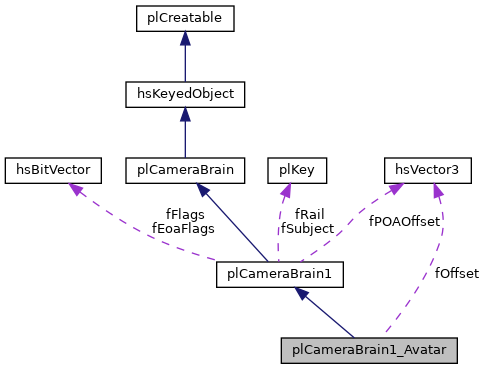 plCreatable
hsKeyedObject
hsBitVector
plCameraBrain
plKey
hsVector3
fFlags
fEoaFlags
fRail
fSubject
fPOAOffset
plCameraBrain1
fOffset
plCameraBrain1_Avatar